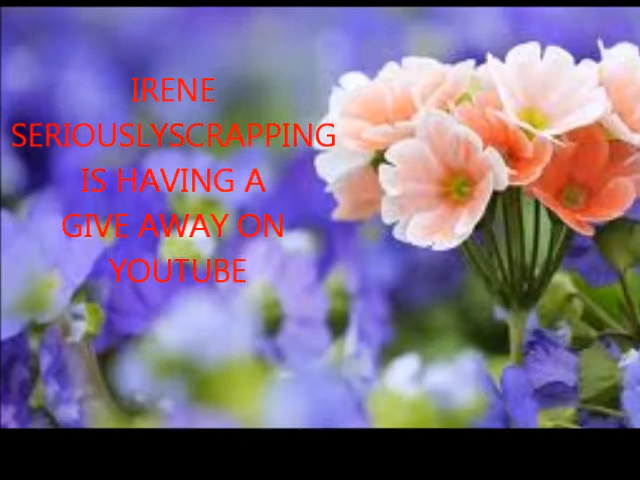 IRENE
SERIOUSLYSCRAPPING
IS HAVING A
GIVE AWAY ON
YOUTUBE